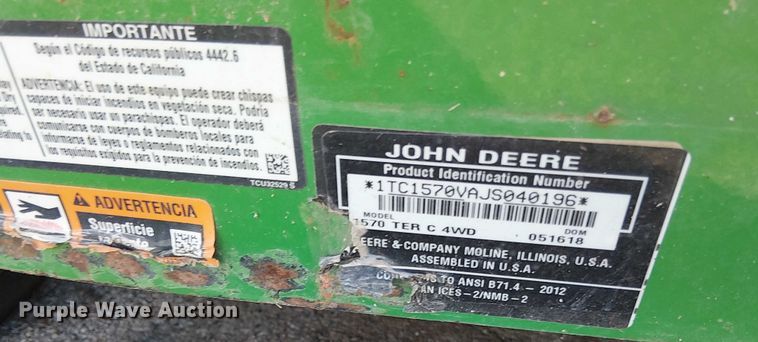 IMPORTANTE
Según el Código de recursos públicos 4442.6
del Estado de California
ADVERTENCIA: El uso de este equipo puede crear chispas
capaces de iniciar incendios en vegetación seca. Podría
ser necesario usar un parachispas. El operador deberá
comunicarse con cuerpos de bomberos locales para
informarse de leyes o reglamentos relacionados con
los requicitos exigidos para la prevención de incendios.
TCU32529 S
ADVERTENCIA
Superficie
JOHN DEERE
Product Identification Number
*1TC1570VAJS040196*
MODEL
DOM
1570 TER C 4WD
051618
DEERE & COMPANY MOLINE, ILLINOIS, U.S.A.
ASSEMBLED IN U.S.A.
TO ANSI B71.4 - 2012
ICES-2/NMB-2
Purple Wave Auction